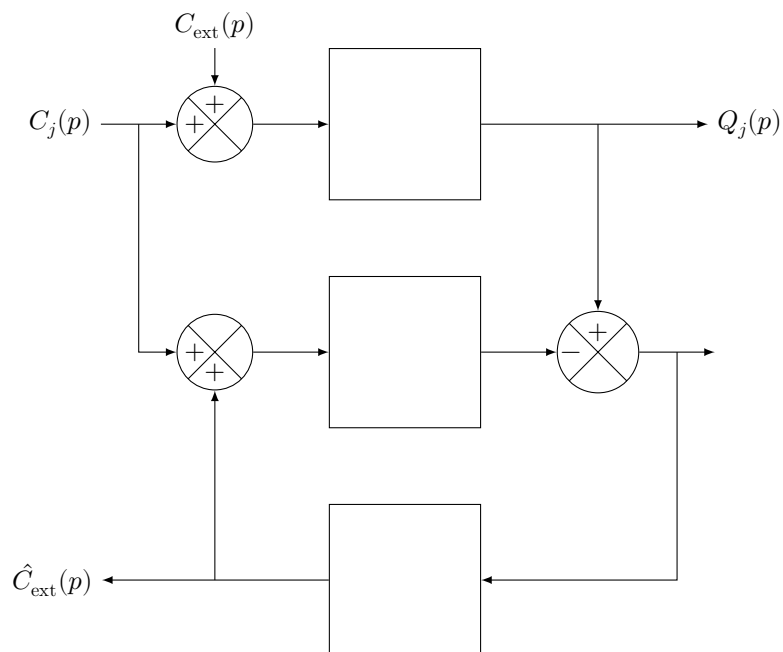 C_ext(p)
C_j(p)
+
+
Q_j(p)
+
+
+
−
Ĉ_ext(p)